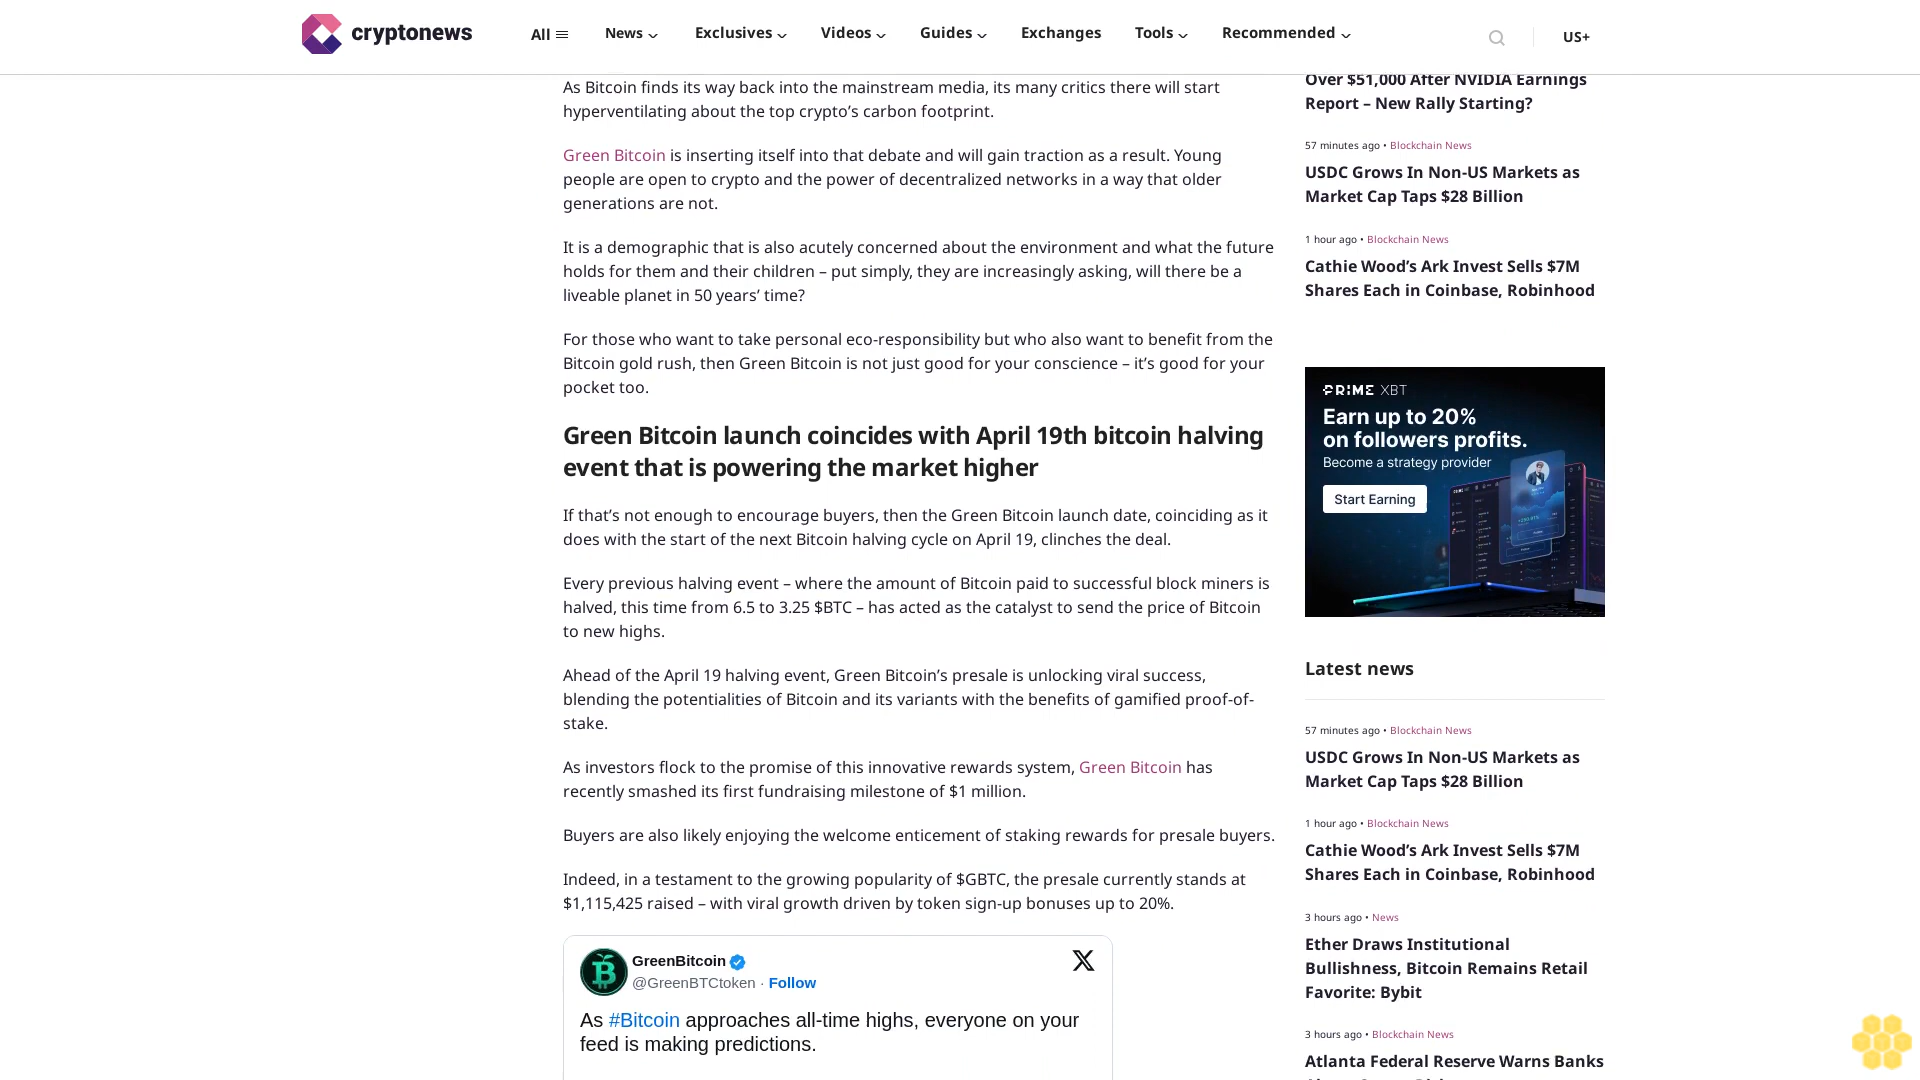 cryptonews
All
News
Exclusives
Videos
Guides
Exchanges
Tools
Recommended
US+
As Bitcoin finds its way back into the mainstream media, its many critics there will start
hyperventilating about the top crypto’s carbon footprint.
Green Bitcoin is inserting itself into that debate and will gain traction as a result. Young
people are open to crypto and the power of decentralized networks in a way that older
generations are not.
It is a demographic that is also acutely concerned about the environment and what the future
holds for them and their children – put simply, they are increasingly asking, will there be a
liveable planet in 50 years’ time?
For those who want to take personal eco-responsibility but who also want to benefit from the
Bitcoin gold rush, then Green Bitcoin is not just good for your conscience – it’s good for your
pocket too.
Green Bitcoin launch coincides with April 19th bitcoin halving
event that is powering the market higher
If that’s not enough to encourage buyers, then the Green Bitcoin launch date, coinciding as it
does with the start of the next Bitcoin halving cycle on April 19, clinches the deal.
Every previous halving event – where the amount of Bitcoin paid to successful block miners is
halved, this time from 6.5 to 3.25 $BTC – has acted as the catalyst to send the price of Bitcoin
to new highs.
Ahead of the April 19 halving event, Green Bitcoin’s presale is unlocking viral success,
blending the potentialities of Bitcoin and its variants with the benefits of gamified proof-of-
stake.
As investors flock to the promise of this innovative rewards system, Green Bitcoin has
recently smashed its first fundraising milestone of $1 million.
Buyers are also likely enjoying the welcome enticement of staking rewards for presale buyers.
Indeed, in a testament to the growing popularity of $GBTC, the presale currently stands at
$1,115,425 raised – with viral growth driven by token sign-up bonuses up to 20%.
GreenBitcoin
@GreenBTCtoken · Follow
As #Bitcoin approaches all-time highs, everyone on your
feed is making predictions.
Over $51,000 After NVIDIA Earnings
Report – New Rally Starting?
57 minutes ago • Blockchain News
USDC Grows In Non-US Markets as
Market Cap Taps $28 Billion
1 hour ago • Blockchain News
Cathie Wood’s Ark Invest Sells $7M
Shares Each in Coinbase, Robinhood
PRIME XBT
Earn up to 20%
on followers profits.
Become a strategy provider
Start Earning
Latest news
57 minutes ago • Blockchain News
USDC Grows In Non-US Markets as
Market Cap Taps $28 Billion
1 hour ago • Blockchain News
Cathie Wood’s Ark Invest Sells $7M
Shares Each in Coinbase, Robinhood
3 hours ago • News
Ether Draws Institutional
Bullishness, Bitcoin Remains Retail
Favorite: Bybit
3 hours ago • Blockchain News
Atlanta Federal Reserve Warns Banks